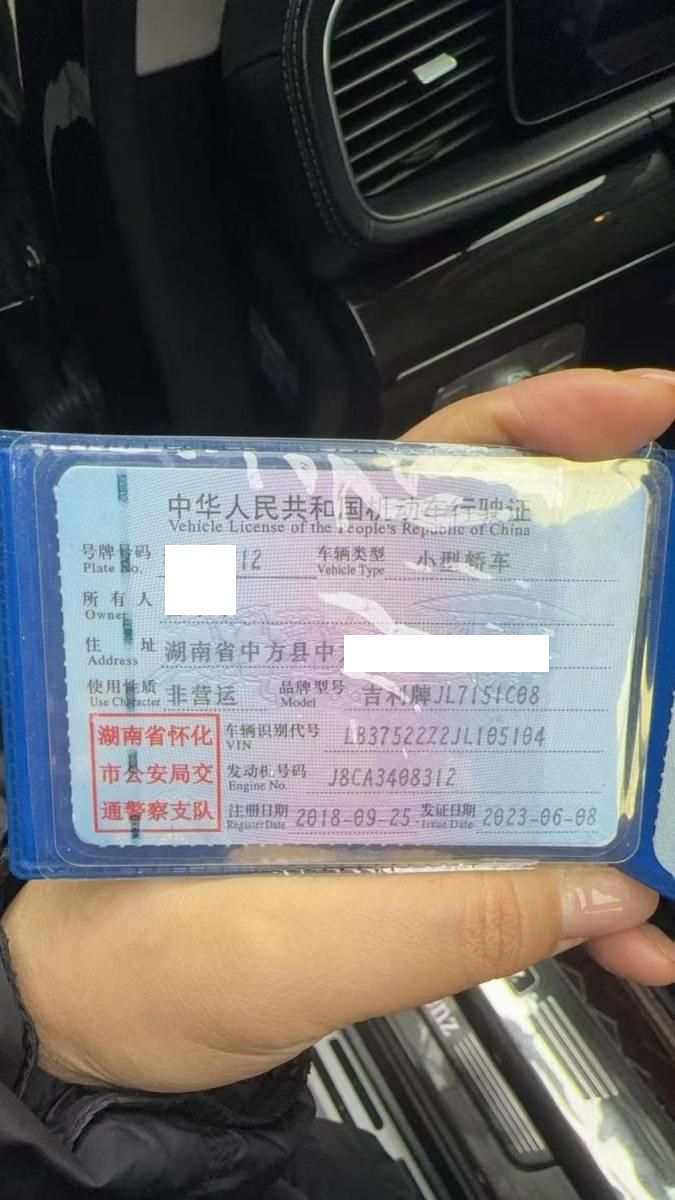 中华人民共和国机动车行驶证
Vehicle License of the People's Republic of China
号牌号码 12 车辆类型 小型轿车
Plate No. Vehicle Type
所有人
Owner
住址 湖南省中方县中
Address
使用性质 非营运 品牌型号 吉利牌JL7151C08
Use Character Model
湖南省怀化 车辆识别代号 LB37522Z2JL105104
VIN
市公安局交 发动机号码 J8CA3408312
Engine No.
通警察支队 注册日期 2018-09-25 发证日期 2023-06-08
Register Date Issue Date